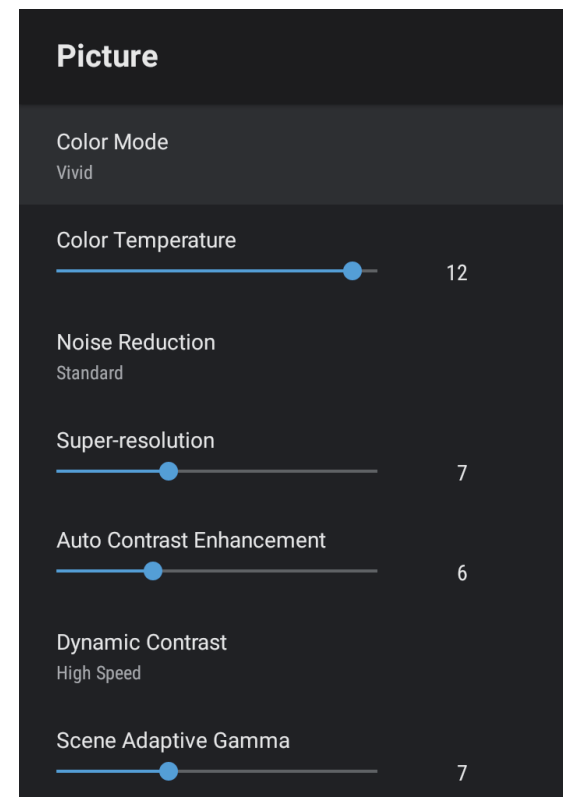 Picture
Color Mode
Vivid
Color Temperature
12
Noise Reduction
Standard
Super-resolution
7
Auto Contrast Enhancement
6
Dynamic Contrast
High Speed
Scene Adaptive Gamma
7